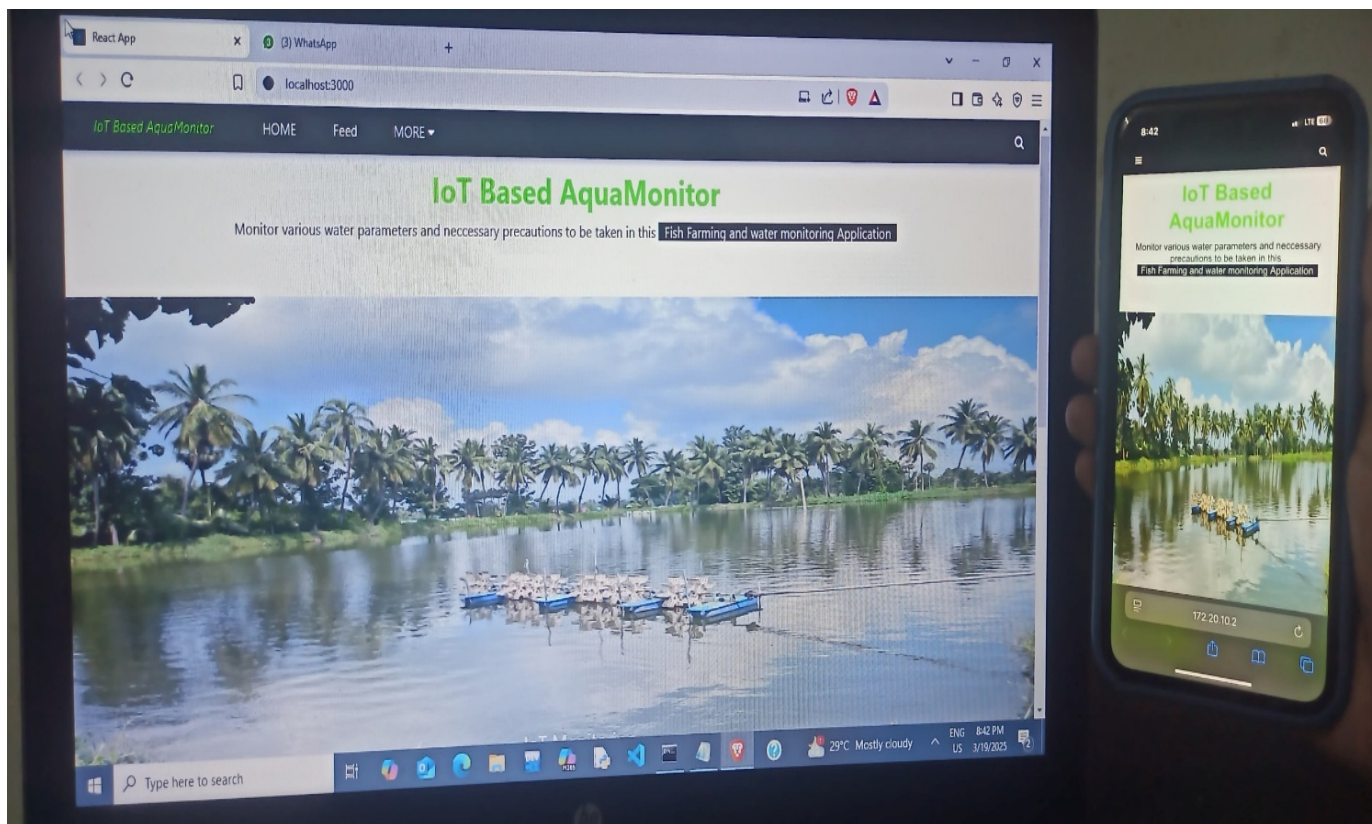 React App
(3) WhatsApp
localhost:3000
IoT Based AquaMonitor HOME Feed MORE
IoT Based AquaMonitor
Monitor various water parameters and neccessary precautions to be taken in this Fish Farming and water monitoring Application
Type here to search
29°C Mostly cloudy
ENG 8:42 PM
US 3/19/2025
8:42
LTE
IoT Based
AquaMonitor
Monitor various water parameters and neccessary
precautions to be taken in this
Fish Farming and water monitoring Application
172.20.10.2